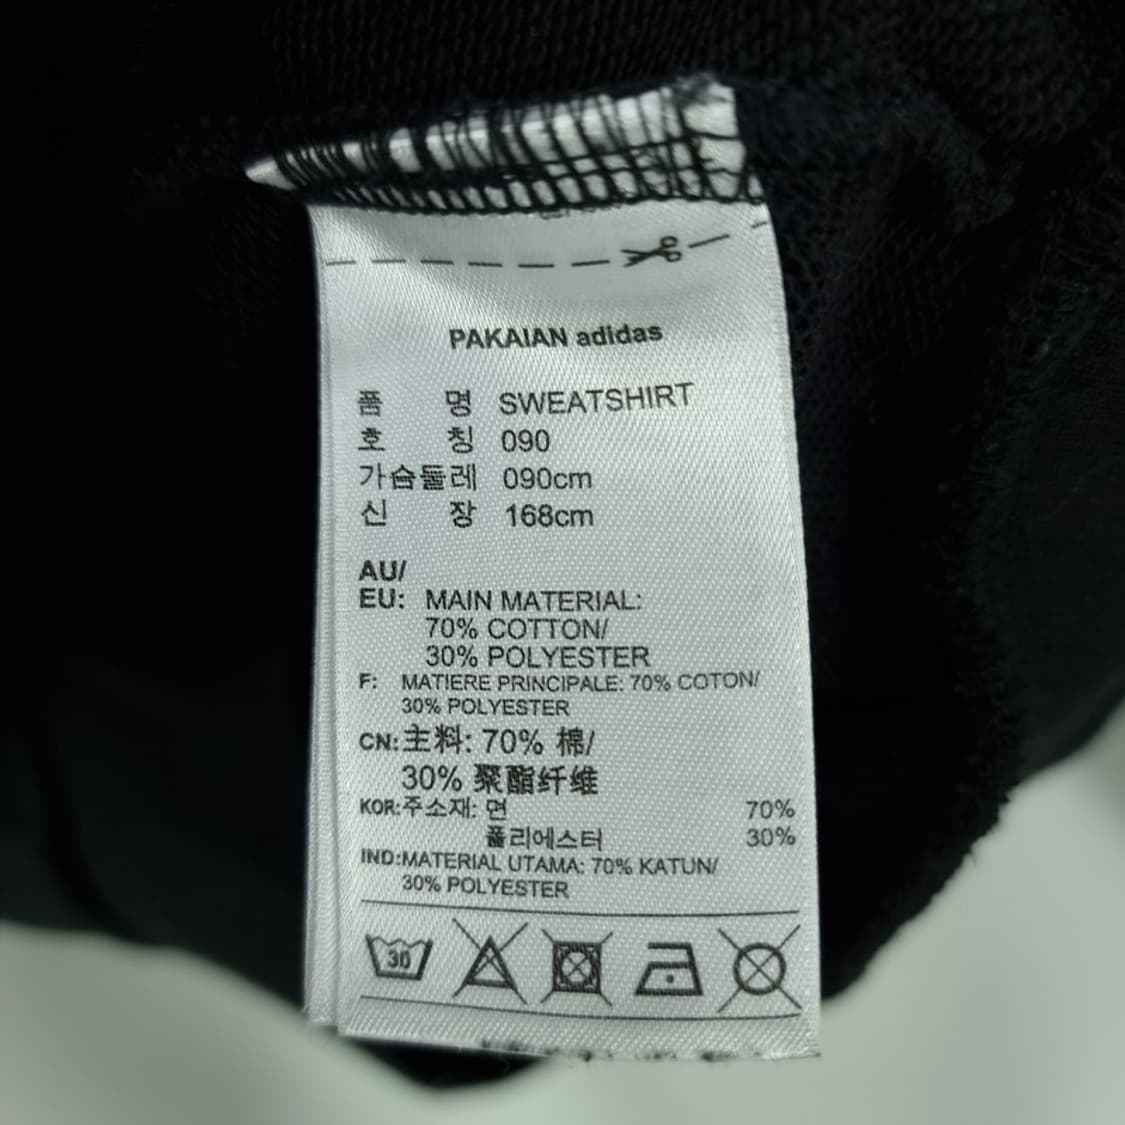 PAKAIAN adidas
품 명 SWEATSHIRT
호 칭 090
가슴둘레 090cm
신 장 168cm
AU/
EU: MAIN MATERIAL:
70% COTTON/
30% POLYESTER
F: MATIERE PRINCIPALE: 70% COTON/
30% POLYESTER
CN:主料: 70% 棉/
30% 聚酯纤维
KOR:주소재: 면 70%
폴리에스터 30%
IND:MATERIAL UTAMA: 70% KATUN/
30% POLYESTER
30